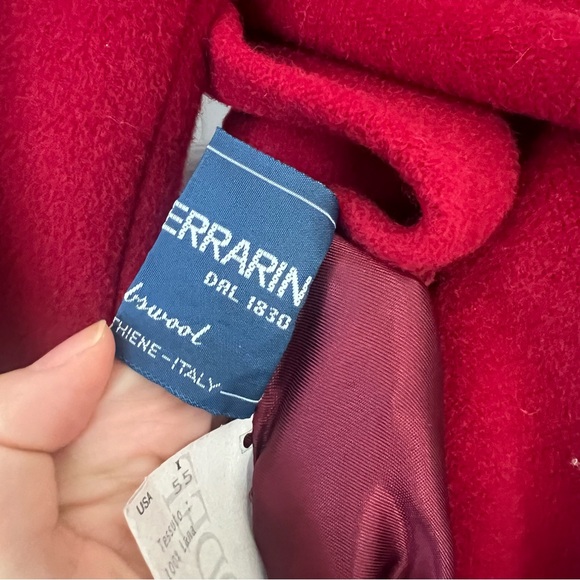 ERRARIN
DAL 1830
bswool
THIENE-ITALY
I
USA 55
Tessuto.
100% Lana